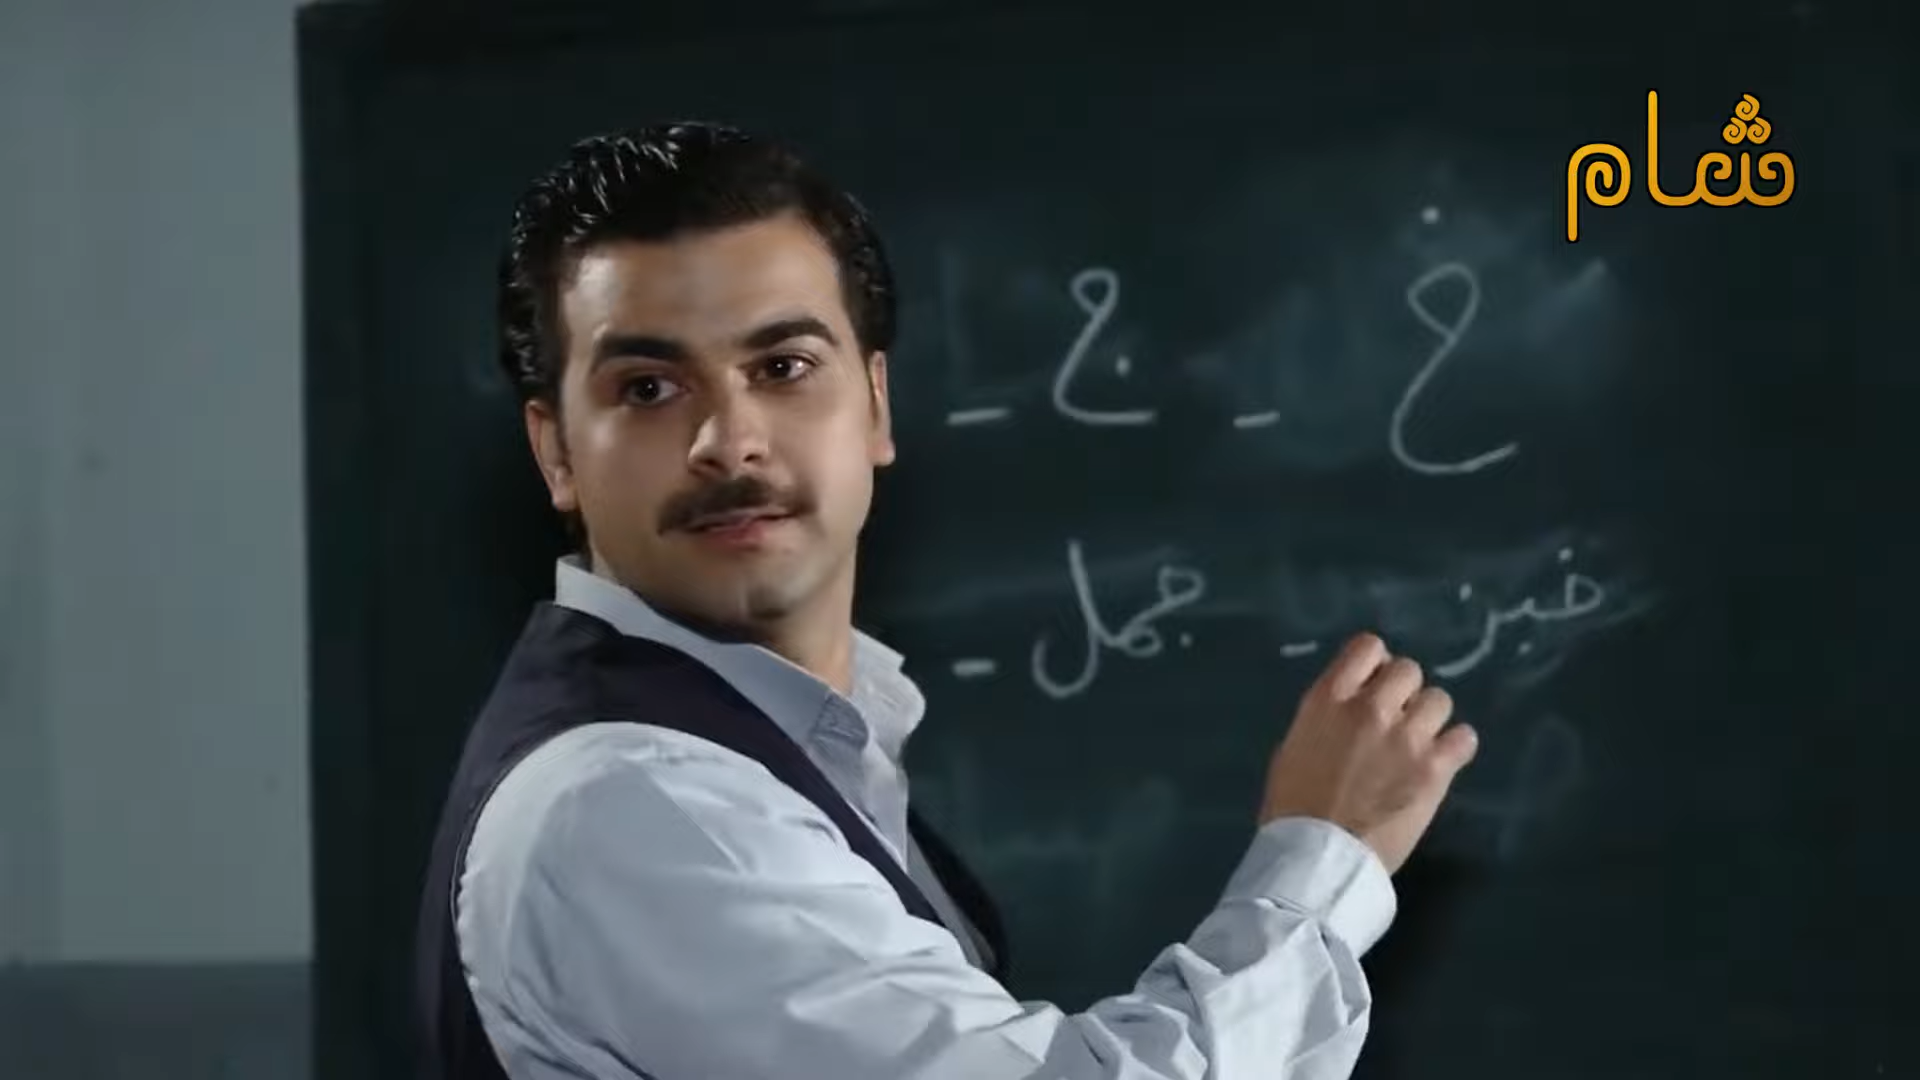 شام
خ - ج -
خبز - جمل -